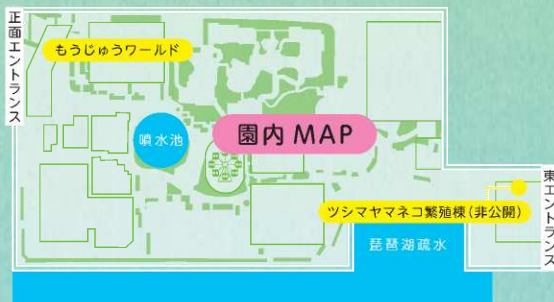 正面エントランス
もうじゅうワールド
噴水池
園内 MAP
ツシマヤマネコ繁殖棟(非公開)
東エントランス
琵琶湖疏水